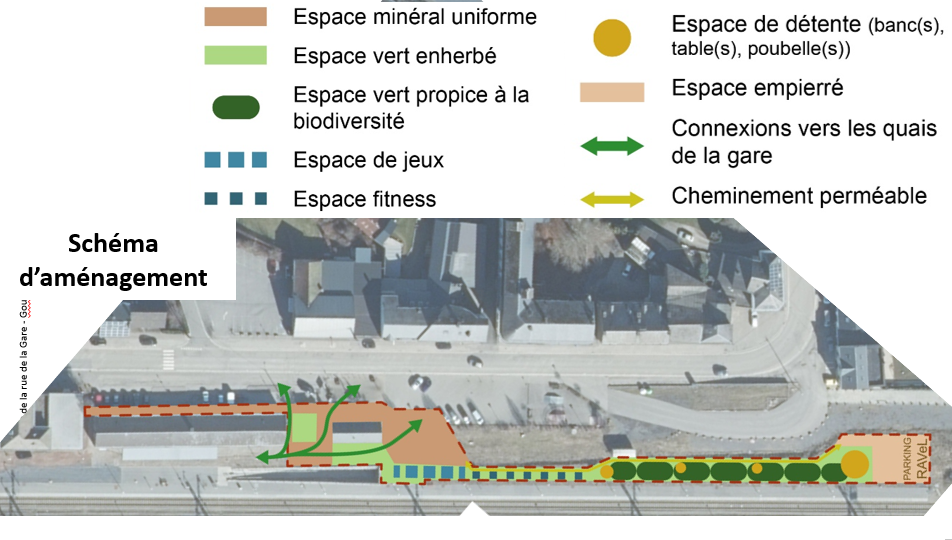 Espace minéral uniforme
Espace vert enherbé
Espace vert propice à la
biodiversité
Espace de jeux
Espace fitness
Espace de détente (banc(s),
table(s), poubelle(s))
Espace empierré
Connexions vers les quais
de la gare
Cheminement perméable
Schéma
d'aménagement
de la rue de la Gare - Gou
PARKING
RAVeL